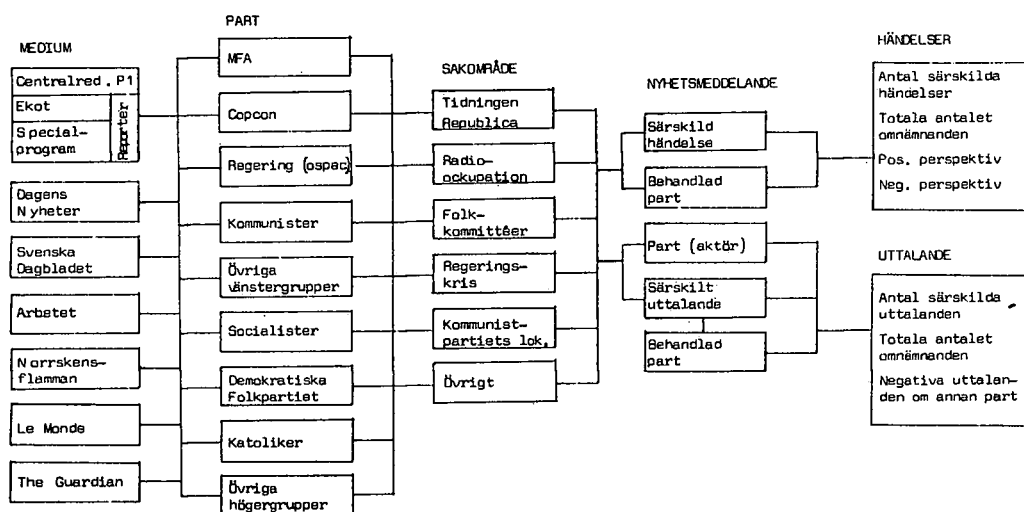 MEDIUM
Centralred. P1
Ekot
Special-
program
Reporter
Dagens
Nyheter
Svenska
Dagbladet
Arbetet
Norrskens-
flamman
Le Monde
The Guardian
PART
MFA
Copcon
Regering (ospec)
Kommunister
Övriga
vänstergrupper
Socialister
Demokratiska
Folkpartiet
Katoliker
Övriga
högergrupper
SAKOMRÅDE
Tidningen
Republica
Radio-
ockupation
Folk-
kommittéer
Regerings-
kris
Kommunist-
partiets lok.
Övrigt
NYHETSMEDDELANDE
Särskild
händelse
Behandlad
part
Part (aktör)
Särskilt
uttalande
Behandlad
part
HÄNDELSER
Antal särskilda
händelser
Totala antalet
omnämnanden
Pos. perspektiv
Neg. perspektiv
UTTALANDE
Antal särskilda
uttalanden
Totala antalet
omnämnanden
Negativa uttalan-
den om annan part